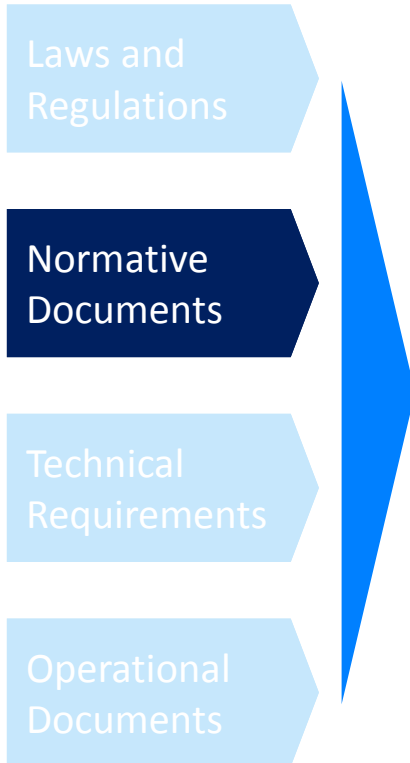 Laws and
Regulations
Normative
Documents
Technical
Requirements
Operational
Documents